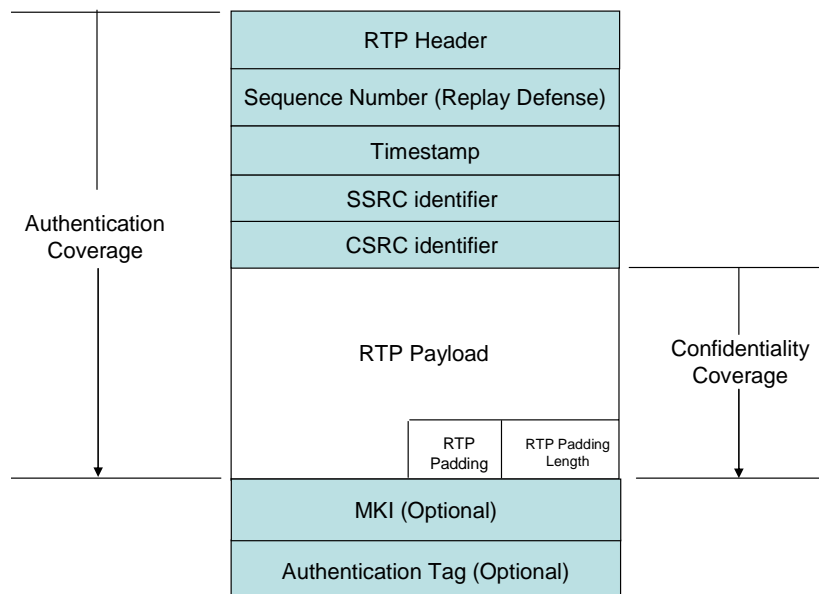 RTP Header
Sequence Number (Replay Defense)
Timestamp
SSRC identifier
CSRC identifier
Authentication
Coverage
RTP Payload
Confidentiality
Coverage
RTP
Padding
RTP Padding
Length
MKI (Optional)
Authentication Tag (Optional)